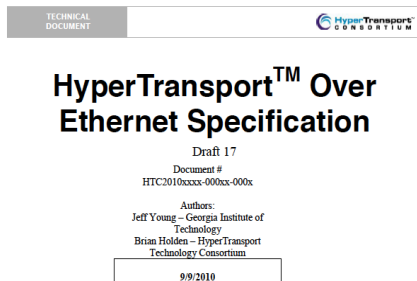 TECHNICAL
DOCUMENT
HyperTransport™
CONSORTIUM
HyperTransport™ Over
Ethernet Specification
Draft 17
Document #
HTC2010xxxx-000xx-000x
Authors:
Jeff Young – Georgia Institute of
Technology
Brian Holden – HyperTransport
Technology Consortium
9/9/2010